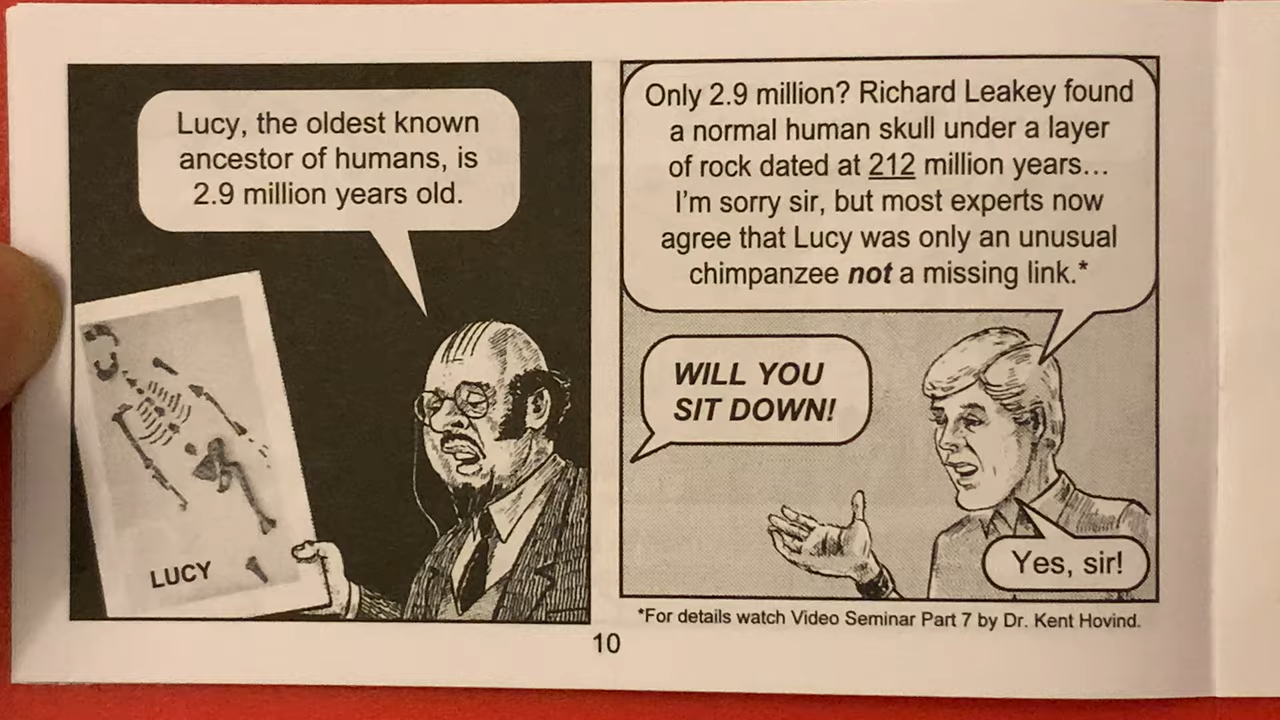 Lucy, the oldest known
ancestor of humans, is
2.9 million years old.
LUCY
Only 2.9 million? Richard Leakey found
a normal human skull under a layer
of rock dated at 212 million years...
I'm sorry sir, but most experts now
agree that Lucy was only an unusual
chimpanzee not a missing link.*
WILL YOU
SIT DOWN!
Yes, sir!
*For details watch Video Seminar Part 7 by Dr. Kent Hovind.
10